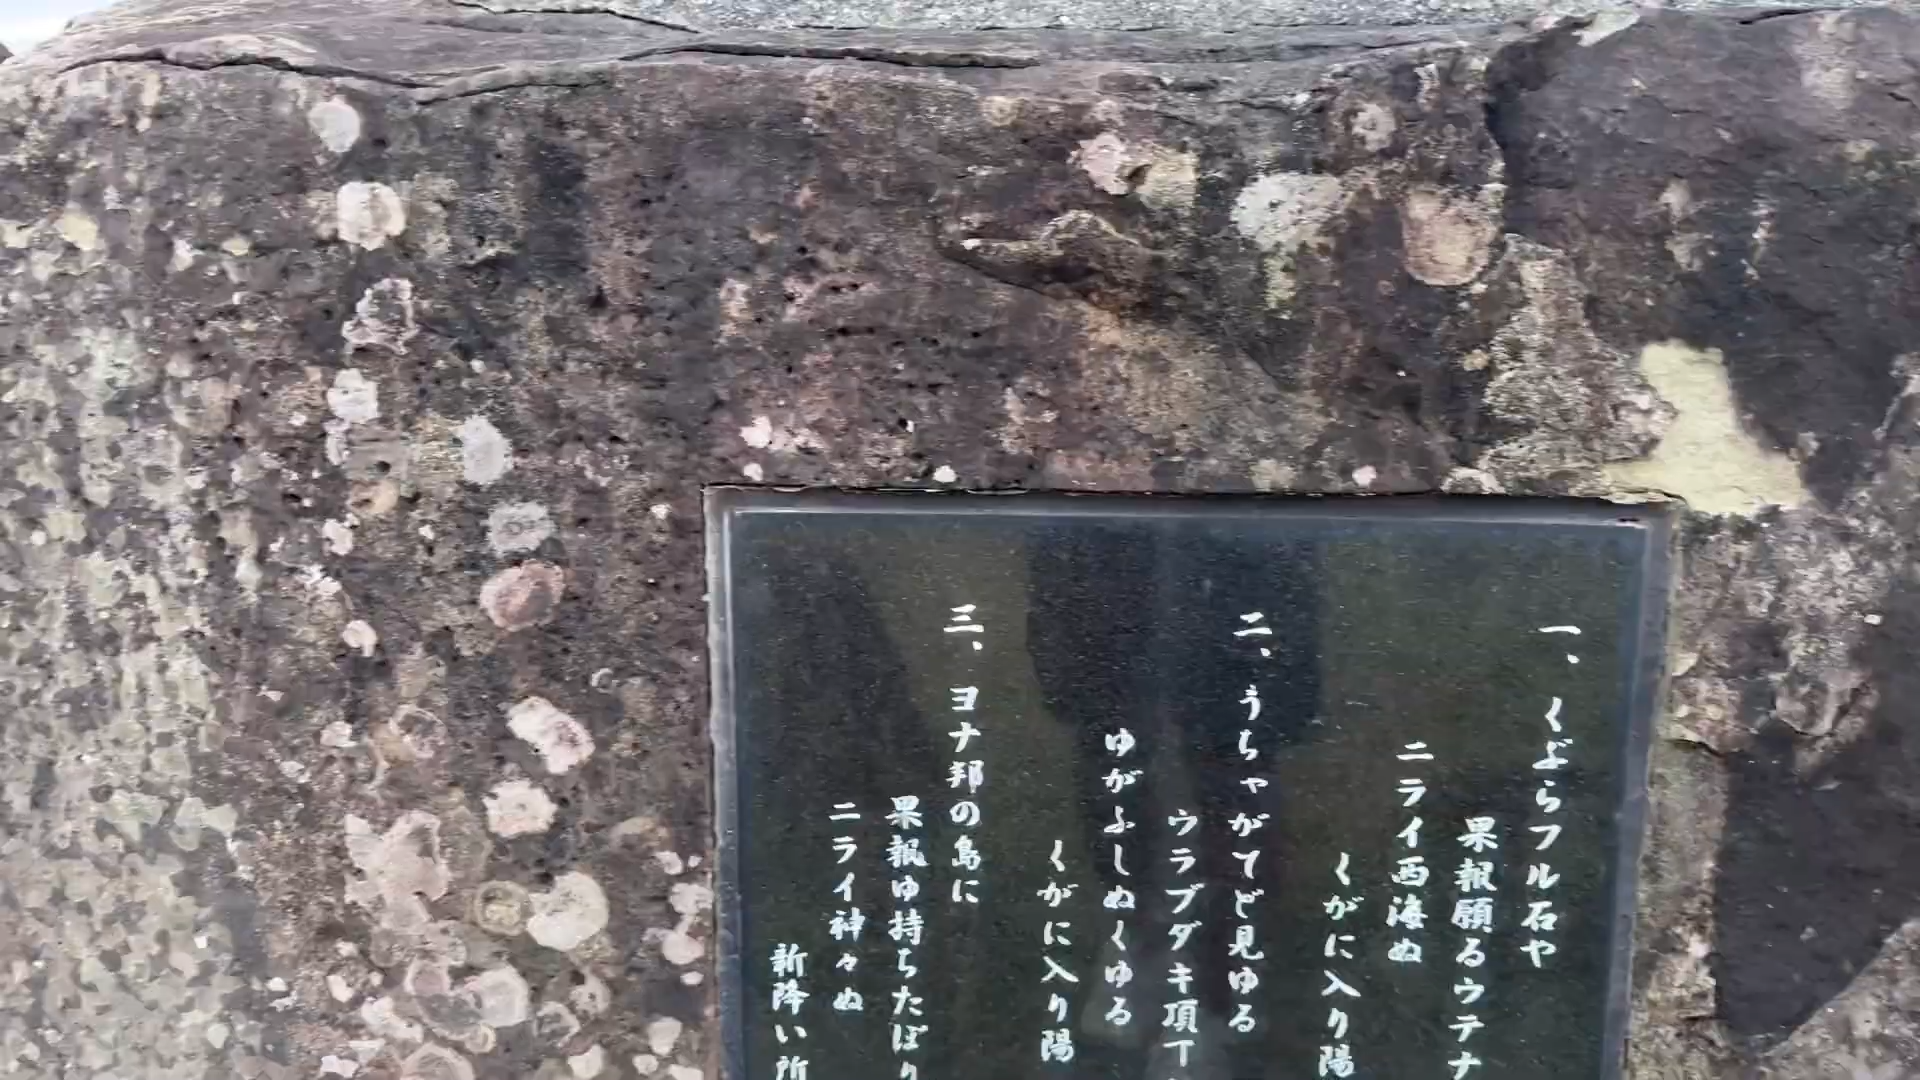 一、くぶらフル石や
果報願るウテナ
ニライ西海ぬ
くがに入り陽
二、うちゃがてど見ゆる
ウラブダキ頂
ゆがふしぬくゆる
くがに入り陽
三、ヨナ邦の島に
果報ゆ持ちたぼり
ニライ神々ぬ
新降い所